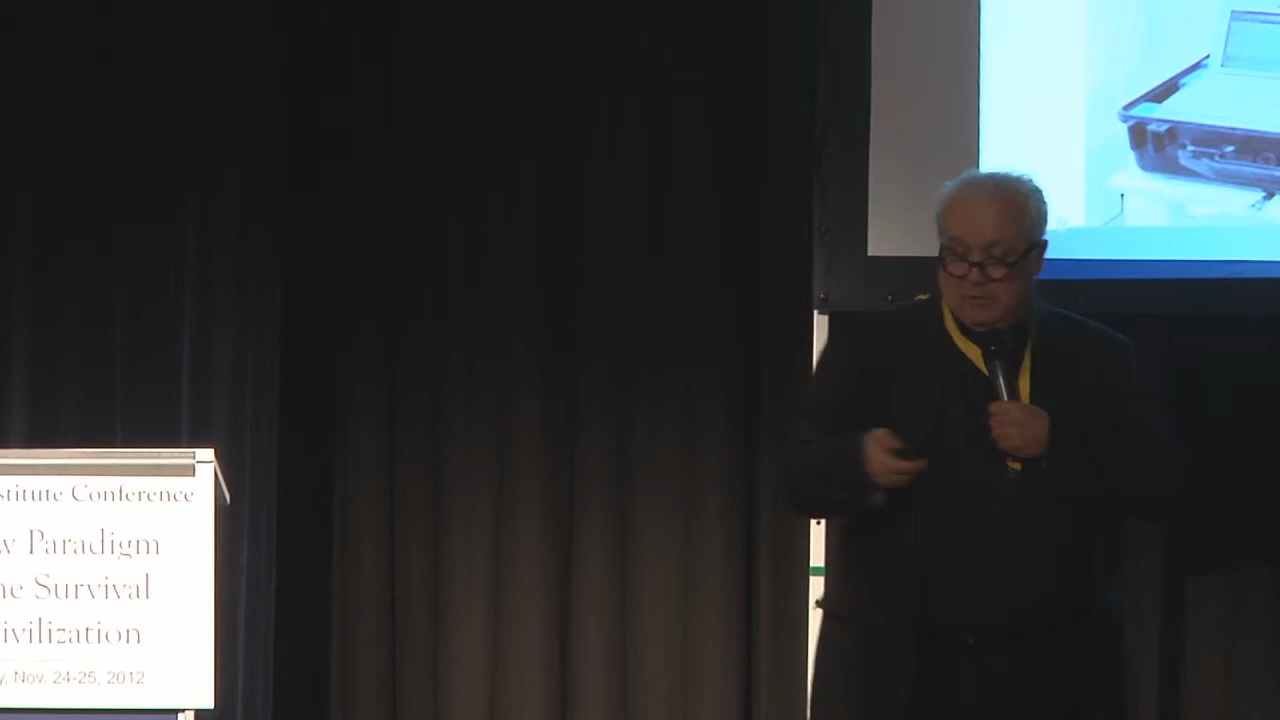 stitute Conference
w Paradigm
ne Survival
ivilization
y, Nov. 24-25, 2012